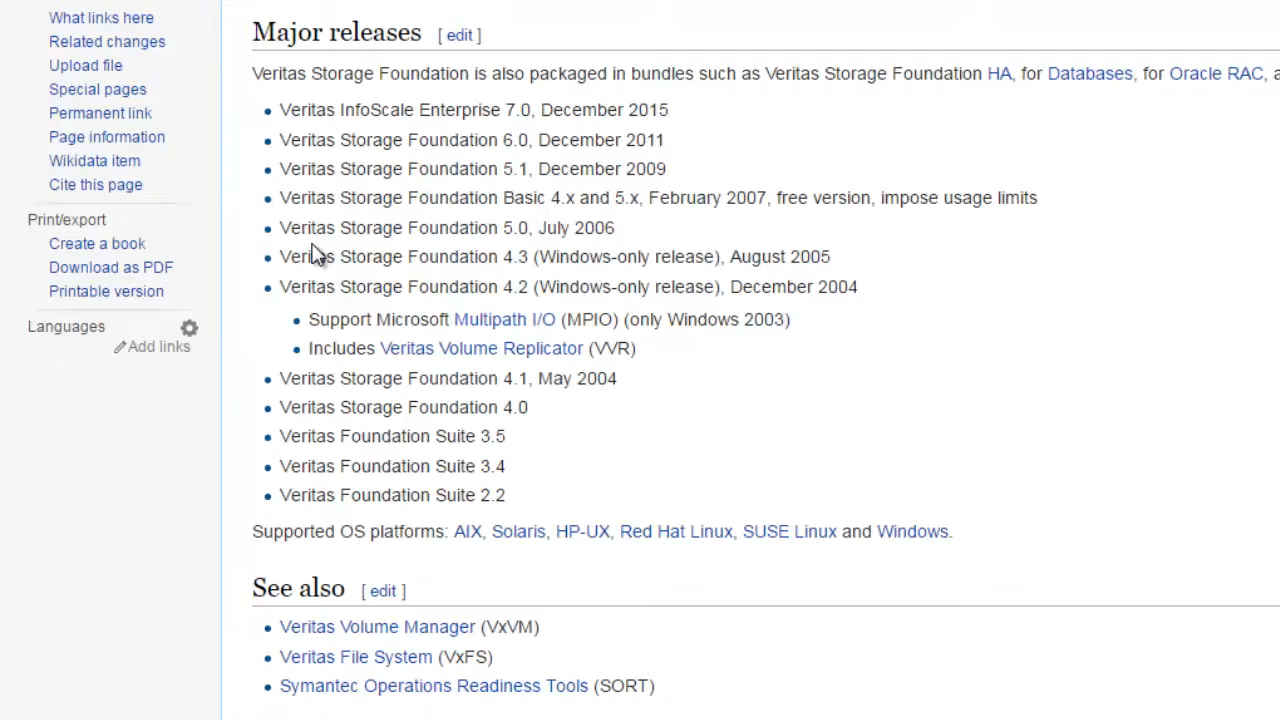 What links here
Related changes
Upload file
Special pages
Permanent link
Page information
Wikidata item
Cite this page
Print/export
Create a book
Download as PDF
Printable version
Languages
Add links
Major releases [ edit ]
Veritas Storage Foundation is also packaged in bundles such as Veritas Storage Foundation HA, for Databases, for Oracle RAC,
Veritas InfoScale Enterprise 7.0, December 2015
Veritas Storage Foundation 6.0, December 2011
Veritas Storage Foundation 5.1, December 2009
Veritas Storage Foundation Basic 4.x and 5.x, February 2007, free version, impose usage limits
Veritas Storage Foundation 5.0, July 2006
Veritas Storage Foundation 4.3 (Windows-only release), August 2005
Veritas Storage Foundation 4.2 (Windows-only release), December 2004
Support Microsoft Multipath I/O (MPIO) (only Windows 2003)
Includes Veritas Volume Replicator (VVR)
Veritas Storage Foundation 4.1, May 2004
Veritas Storage Foundation 4.0
Veritas Foundation Suite 3.5
Veritas Foundation Suite 3.4
Veritas Foundation Suite 2.2
Supported OS platforms: AIX, Solaris, HP-UX, Red Hat Linux, SUSE Linux and Windows.
See also [ edit ]
Veritas Volume Manager (VxVM)
Veritas File System (VxFS)
Symantec Operations Readiness Tools (SORT)